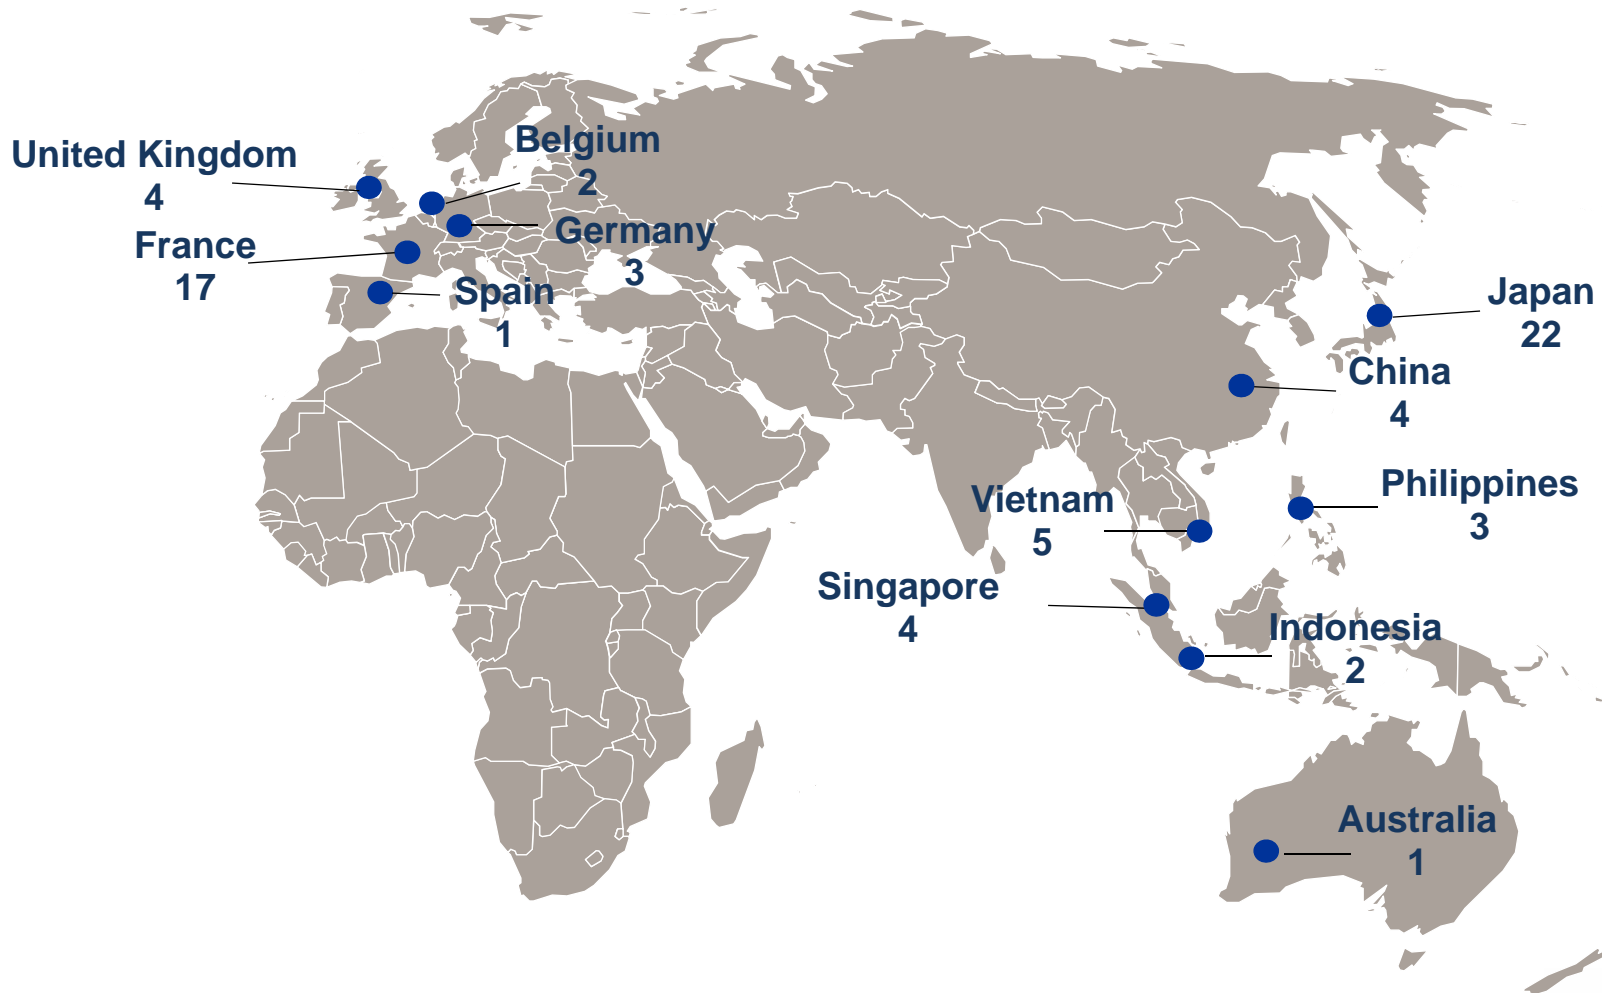 United Kingdom
4
Belgium
2
France
17
Germany
3
Spain
1
Japan
22
China
4
Philippines
3
Vietnam
5
Singapore
4
Indonesia
2
Australia
1